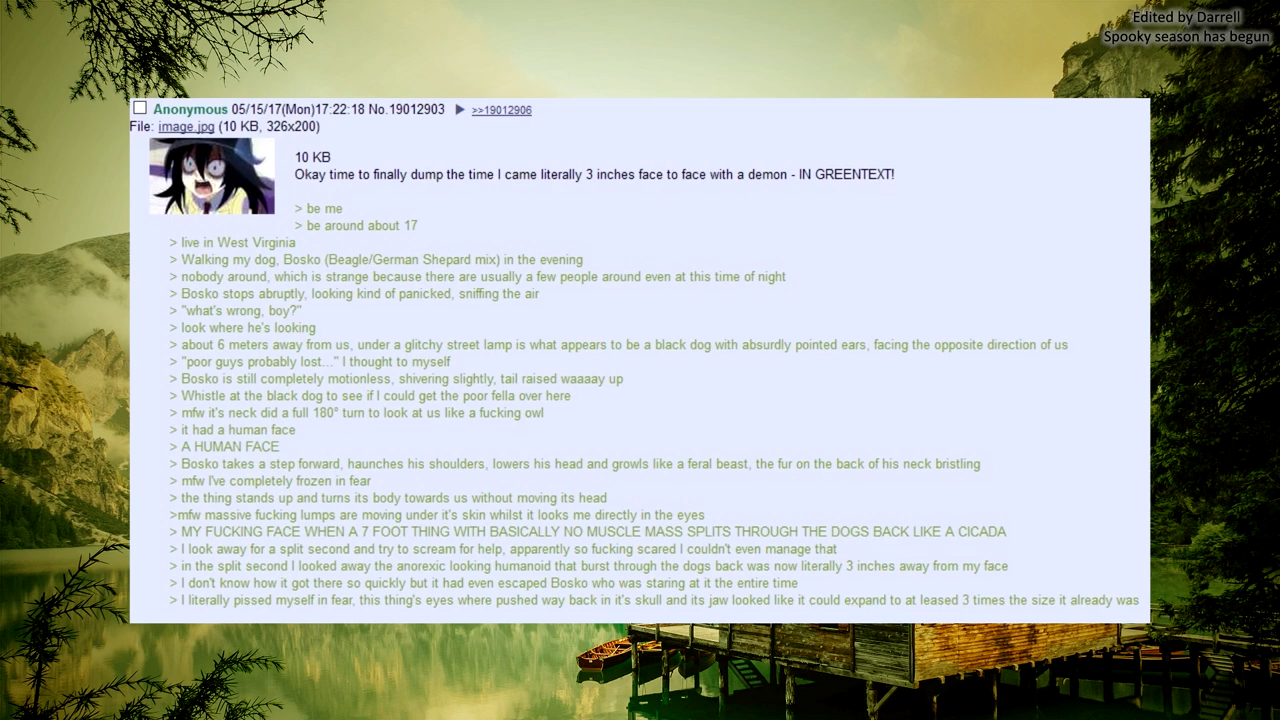 Edited by Darrell
Spooky season has begun
Anonymous 05/15/17(Mon)17:22:18 No.19012903 ▶ >>19012906
File: image.jpg (10 KB, 326x200)
10 KB
Okay time to finally dump the time I came literally 3 inches face to face with a demon - IN GREENTEXT!
> be me
> be around about 17
> live in West Virginia
> Walking my dog, Bosko (Beagle/German Shepard mix) in the evening
> nobody around, which is strange because there are usually a few people around even at this time of night
> Bosko stops abruptly, looking kind of panicked, sniffing the air
> "what's wrong, boy?"
> look where he's looking
> about 6 meters away from us, under a glitchy street lamp is what appears to be a black dog with absurdly pointed ears, facing the opposite direction of us
> "poor guys probably lost..." I thought to myself
> Bosko is still completely motionless, shivering slightly, tail raised waaaay up
> Whistle at the black dog to see if I could get the poor fella over here
> mfw it's neck did a full 180° turn to look at us like a fucking owl
> it had a human face
> A HUMAN FACE
> Bosko takes a step forward, haunches his shoulders, lowers his head and growls like a feral beast, the fur on the back of his neck bristling
> mfw I've completely frozen in fear
> the thing stands up and turns its body towards us without moving its head
>mfw massive fucking lumps are moving under it's skin whilst it looks me directly in the eyes
> MY FUCKING FACE WHEN A 7 FOOT THING WITH BASICALLY NO MUSCLE MASS SPLITS THROUGH THE DOGS BACK LIKE A CICADA
> I look away for a split second and try to scream for help, apparently so fucking scared I couldn't even manage that
> in the split second I looked away the anorexic looking humanoid that burst through the dogs back was now literally 3 inches away from my face
> I don't know how it got there so quickly but it had even escaped Bosko who was staring at it the entire time
> I literally pissed myself in fear, this thing's eyes where pushed way back in it's skull and its jaw looked like it could expand to at leased 3 times the size it already was